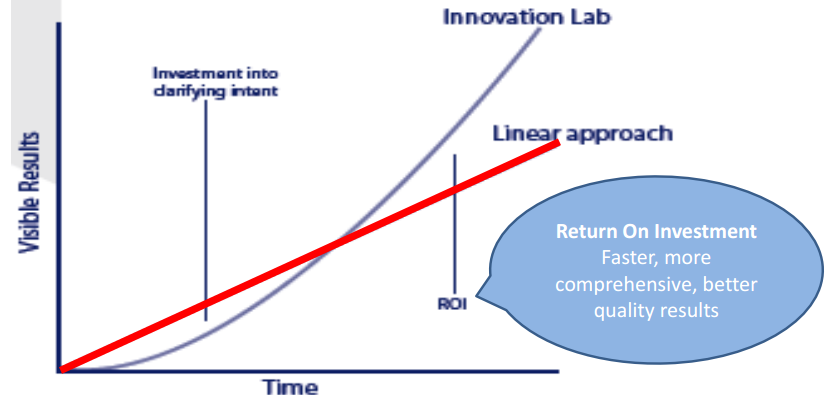 Innovation Lab
Investment into
clarifying intent
Linear approach
Visible Results
Return On Investment
Faster, more
comprehensive, better
quality results
ROI
Time